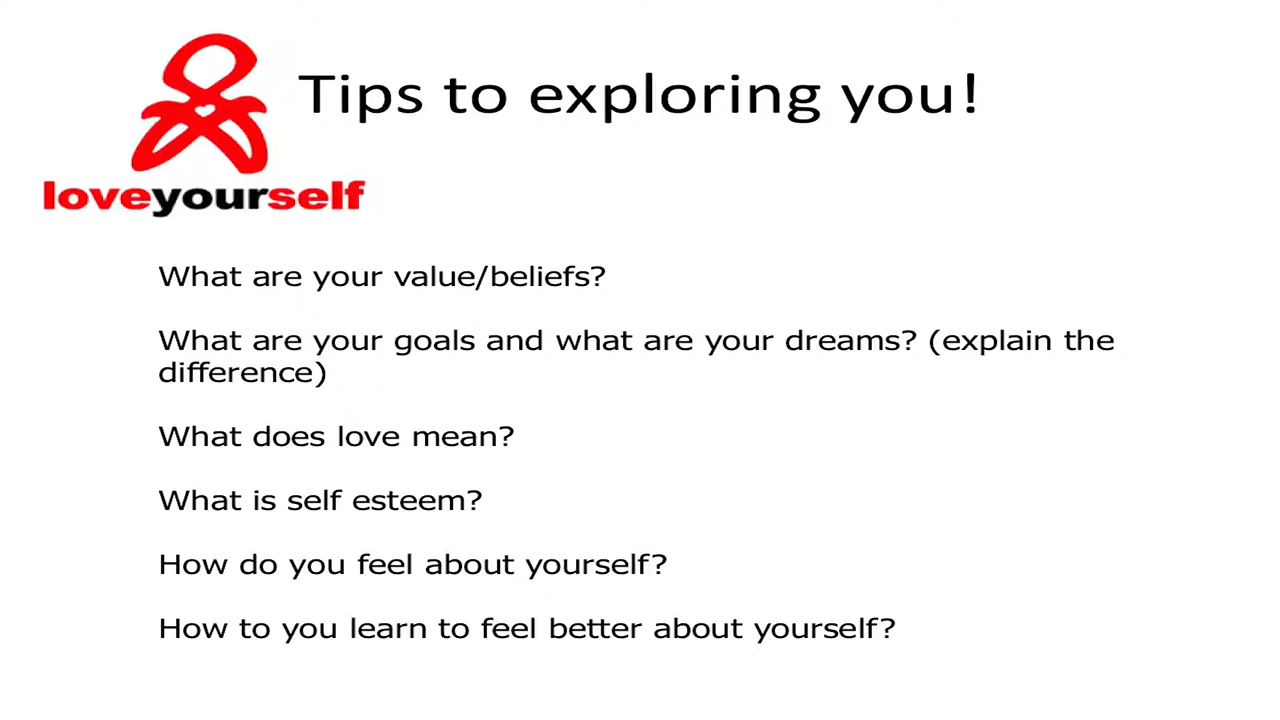 Tips to exploring you!
loveyourself
What are your value/beliefs?
What are your goals and what are your dreams? (explain the
difference)
What does love mean?
What is self esteem?
How do you feel about yourself?
How to you learn to feel better about yourself?